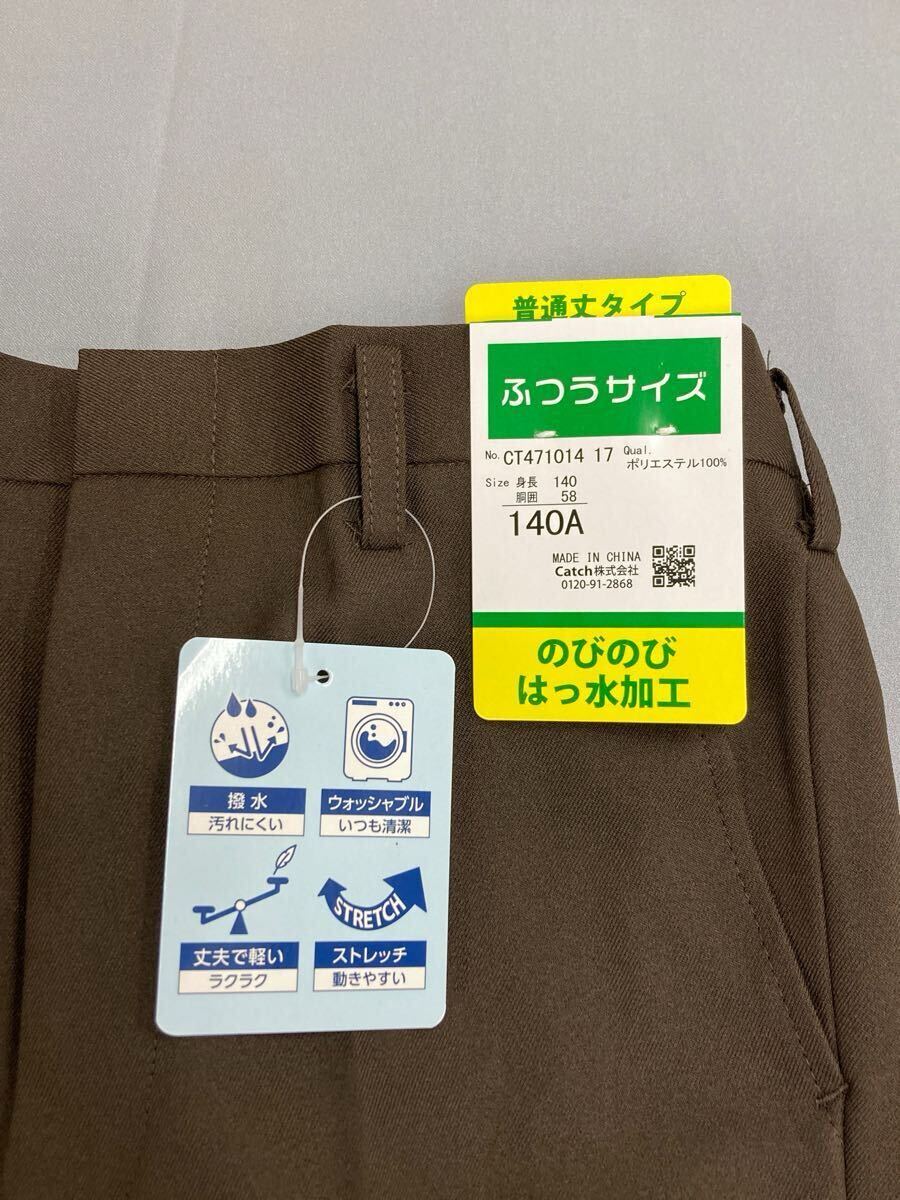 普通丈タイプ
ふつうサイズ
No. CT471014 17 Qual. ポリエステル100%
Size 身長 140
胴囲 58
140A
MADE IN CHINA
Catch株式会社
0120-91-2868
のびのび
はっ水加工
撥水
汚れにくい
ウォッシャブル
いつも清潔
丈夫で軽い
ラクラク
STRETCH
ストレッチ
動きやすい